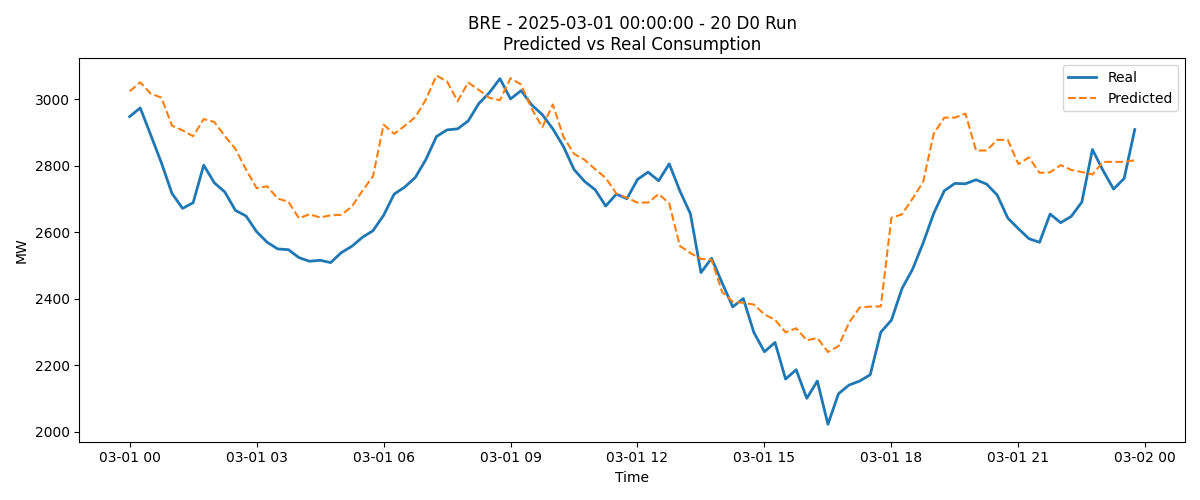 BRE - 2025-03-01 00:00:00 - 20 D0 Run
Predicted vs Real Consumption
Real
Predicted
MW
3000
2800
2600
2400
2200
2000
03-01 00
03-01 03
03-01 06
03-01 09
03-01 12
03-01 15
03-01 18
03-01 21
03-02 00
Time